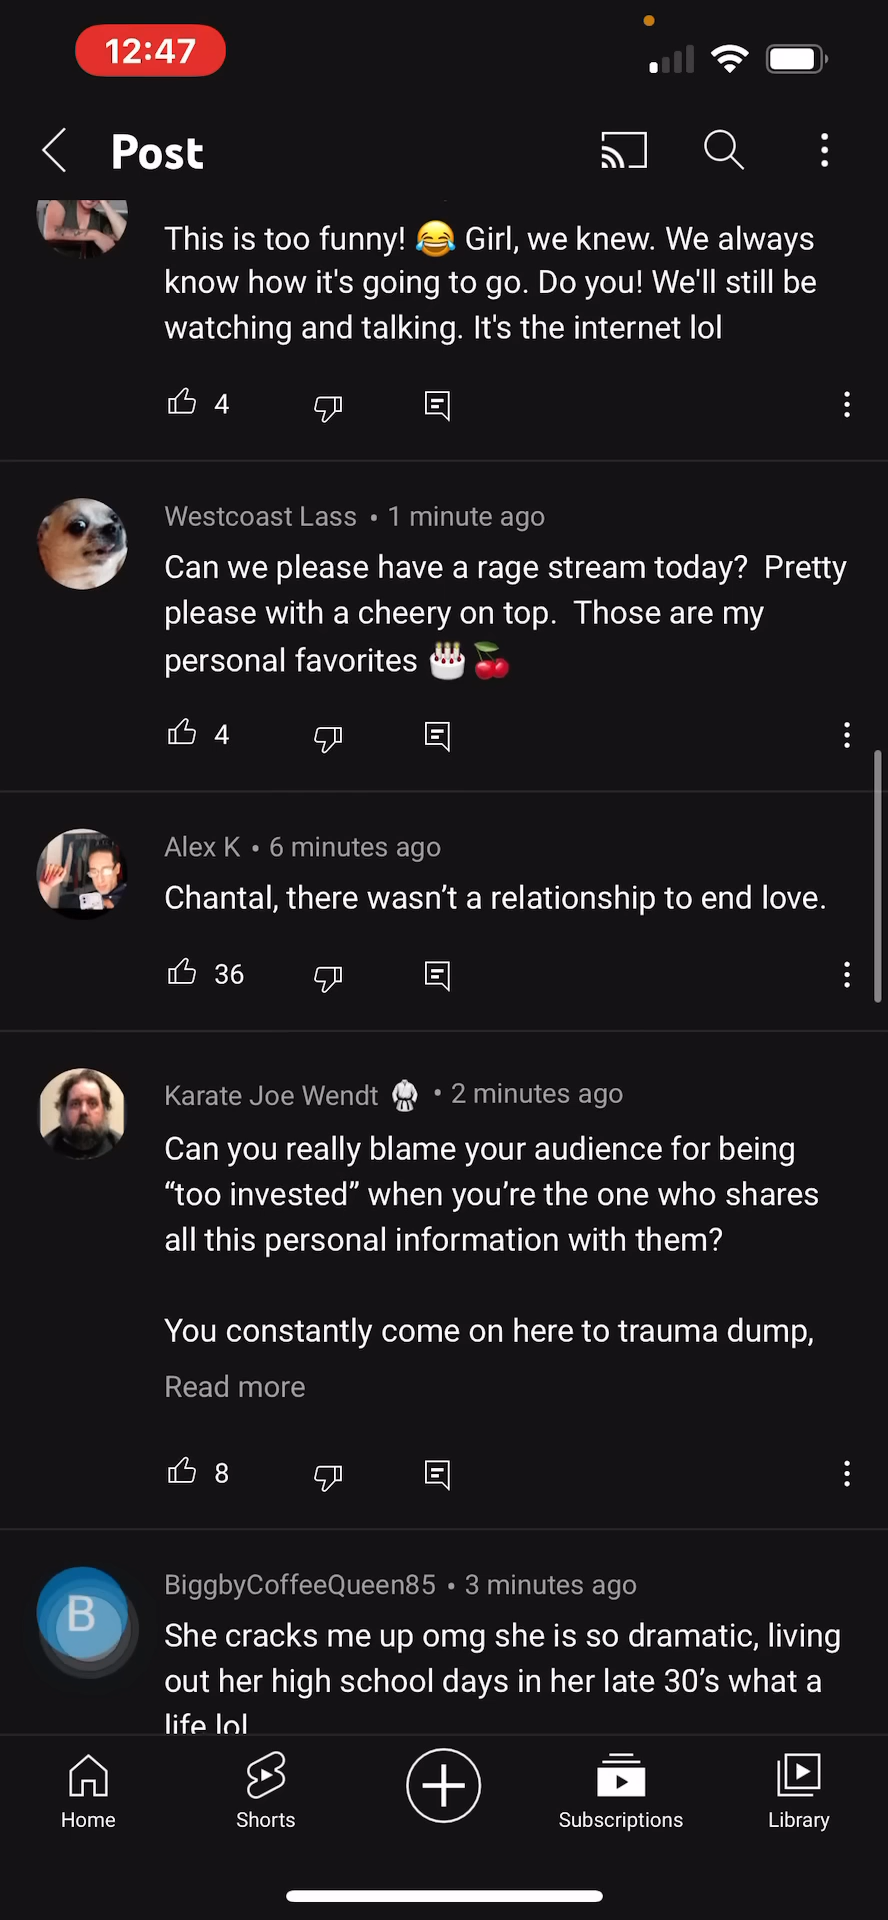 12:47
Post
This is too funny! 😂 Girl, we knew. We always
know how it's going to go. Do you! We'll still be
watching and talking. It's the internet lol
4
Westcoast Lass • 1 minute ago
Can we please have a rage stream today?  Pretty
please with a cheery on top.  Those are my
personal favorites 🎂🍒
4
Alex K • 6 minutes ago
Chantal, there wasn’t a relationship to end love.
36
Karate Joe Wendt 🥋 • 2 minutes ago
Can you really blame your audience for being
“too invested” when you’re the one who shares
all this personal information with them?
You constantly come on here to trauma dump,
Read more
8
B
BiggbyCoffeeQueen85 • 3 minutes ago
She cracks me up omg she is so dramatic, living
out her high school days in her late 30’s what a
life lol
Home
Shorts
Subscriptions
Library